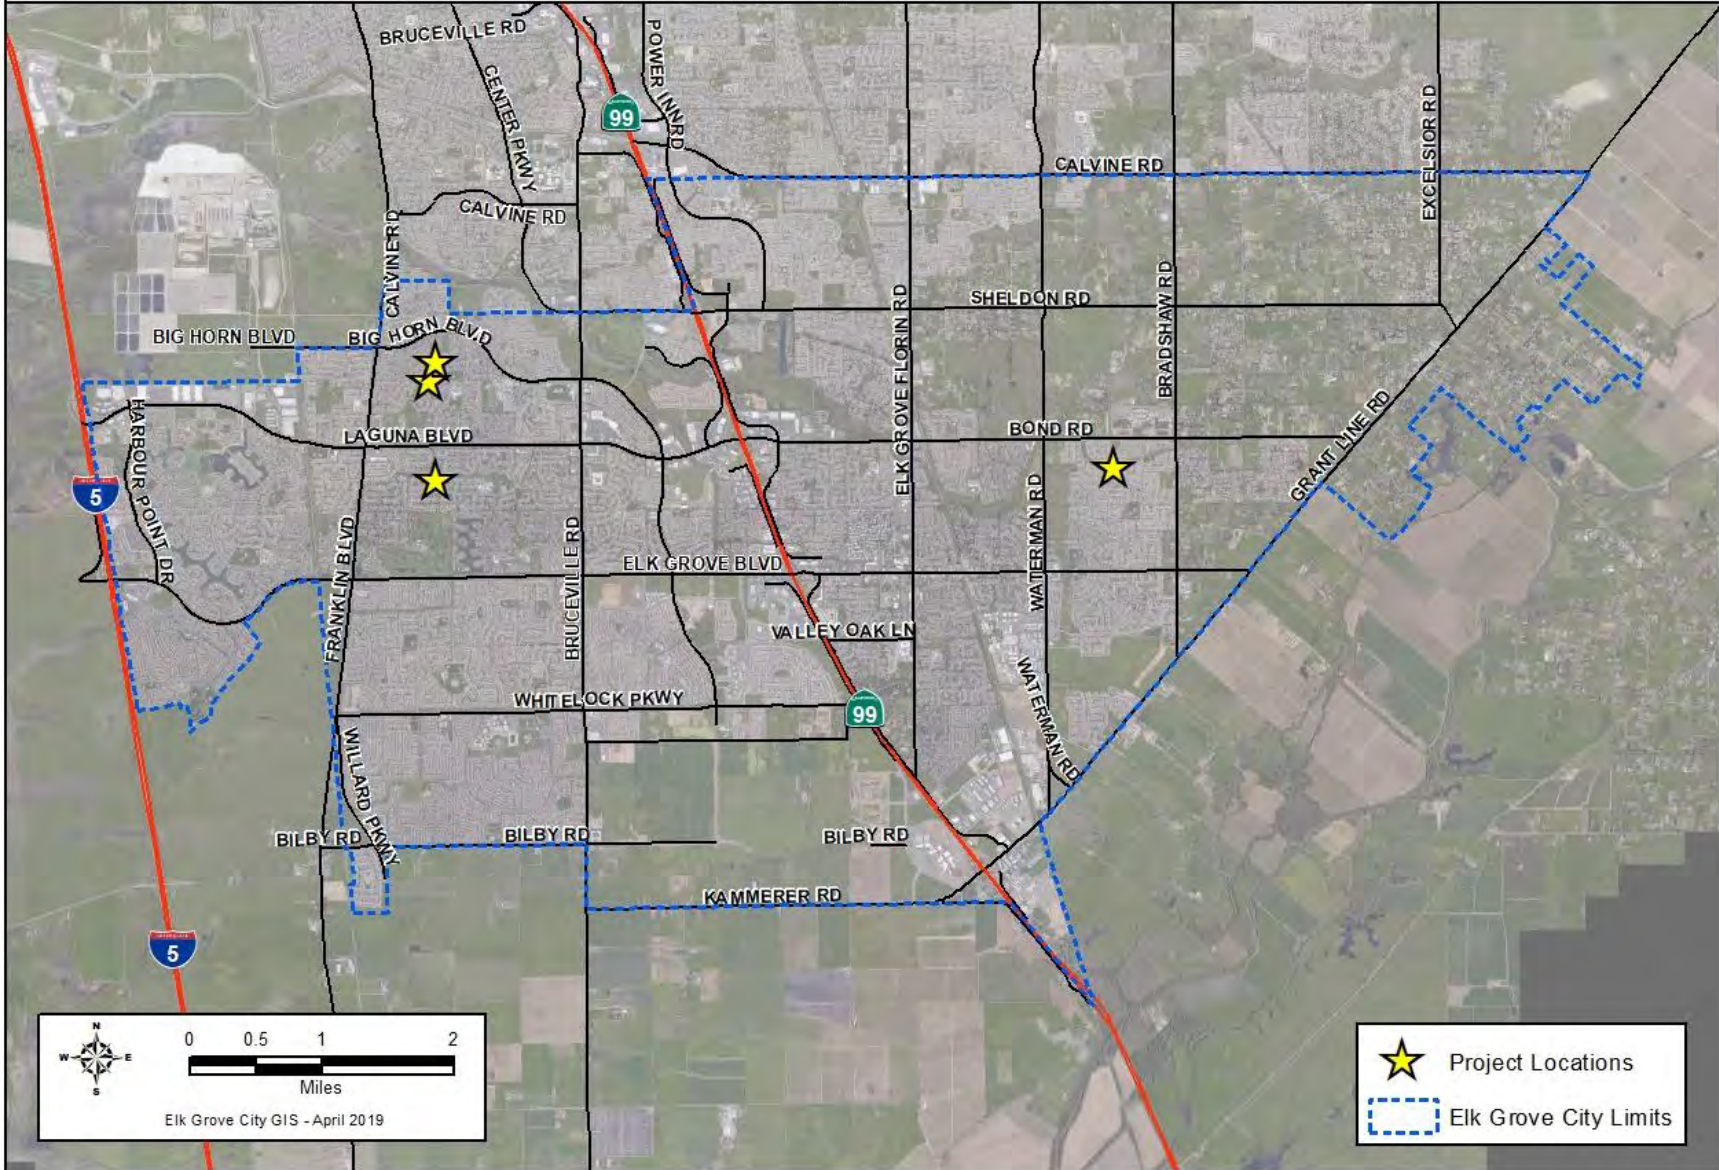 BRUCEVILLE RD
POWER INN RD
CENTER PKWY
99
EXCELSIOR RD
CALVINE RD
CALVINE RD
CALVINE RD
SHELDON RD
BRADSHAW RD
ELK GROVE FLORIN RD
BIG HORN BLVD
BIG HORN BLVD
HARBOUR POINT DR
LAGUNA BLVD
BOND RD
GRANT LINE RD
5
WATERMAN RD
FRANKLIN BLVD
BRUCEVILLE RD
ELK GROVE BLVD
VALLEY OAK LN
WATERMAN RD
WHITELOCK PKWY
99
WILLARD PKWY
BILBY RD
BILBY RD
BILBY RD
KAMMERER RD
5
N
W
E
S
0 0.5 1 2
Miles
Elk Grove City GIS - April 2019
Project Locations
Elk Grove City Limits